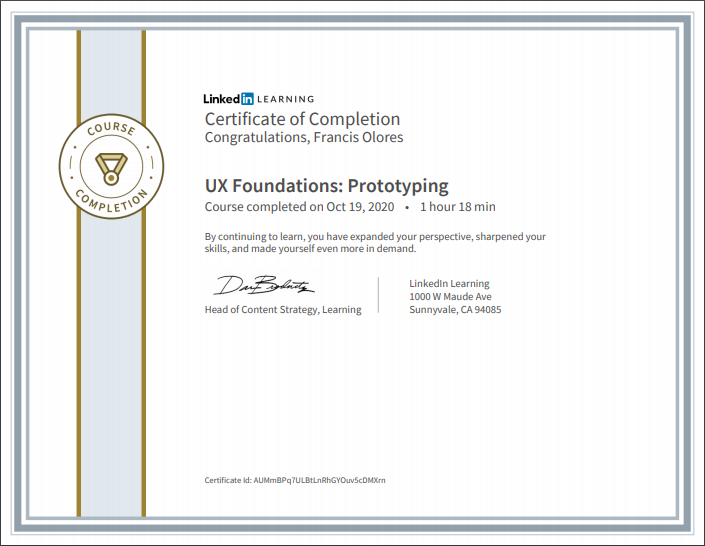 COURSE
COMPLETION
Linkedin LEARNING
Certificate of Completion
Congratulations, Francis Olores
UX Foundations: Prototyping
Course completed on Oct 19, 2020 • 1 hour 18 min
By continuing to learn, you have expanded your perspective, sharpened your
skills, and made yourself even more in demand.
Head of Content Strategy, Learning
LinkedIn Learning
1000 W Maude Ave
Sunnyvale, CA 94085
Certificate Id: AUMmBPq7ULBtLnRhGYOuv5cDMXrn